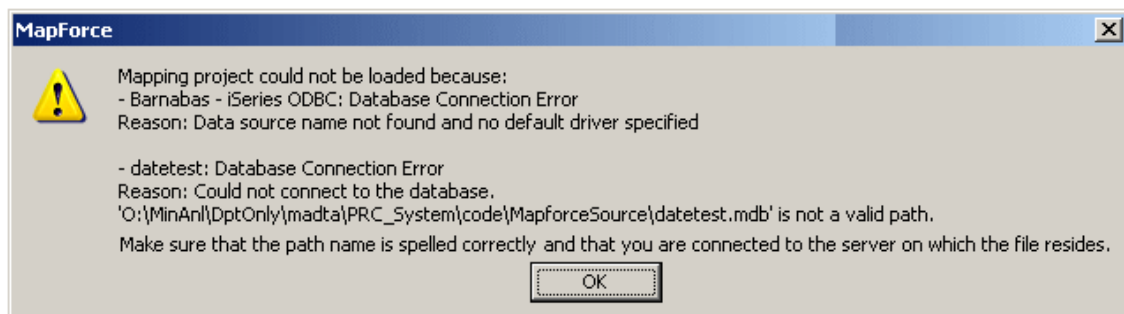 MapForce
Mapping project could not be loaded because:
- Barnabas - iSeries ODBC: Database Connection Error
Reason: Data source name not found and no default driver specified
- datetest: Database Connection Error
Reason: Could not connect to the database.
'O:\MinAnl\DptOnly\madta\PRC_System\code\MapforceSource\datetest.mdb' is not a valid path.
Make sure that the path name is spelled correctly and that you are connected to the server on which the file resides.
OK